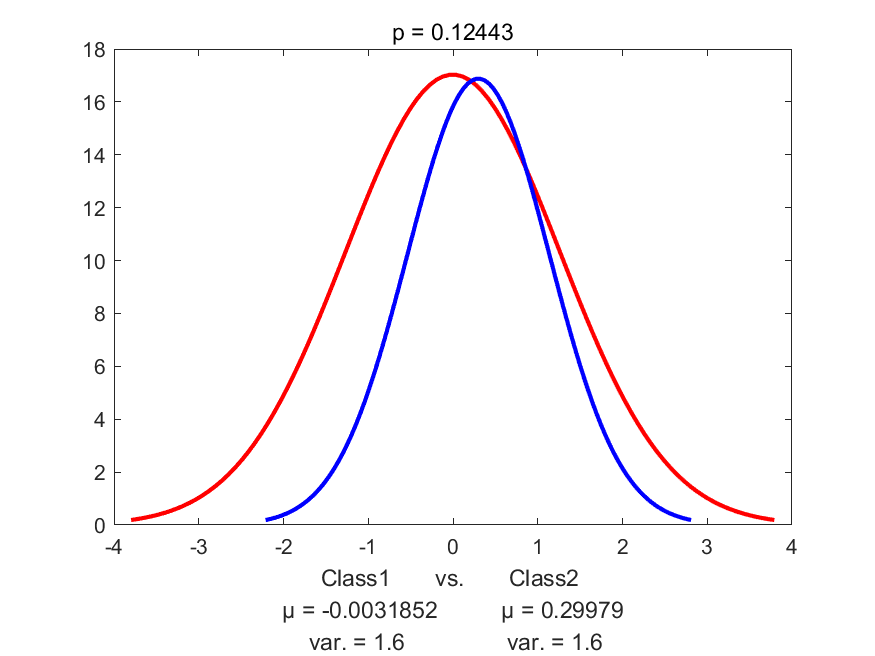 p = 0.12443
18
16
14
12
10
8
6
4
2
0
-4 -3 -2 -1 0 1 2 3 4
Class1 vs. Class2
μ = -0.0031852 μ = 0.29979
var. = 1.6 var. = 1.6